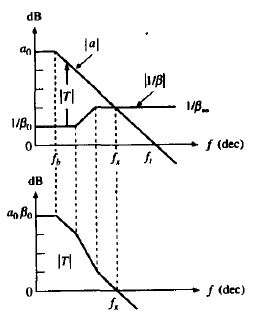 dB
|a|
a₀
|T|
|1/β|
1/β∞
1/β₀
0
f (dec)
f_b
f_x
f_t
dB
a₀β₀
|T|
0
f (dec)
f_x